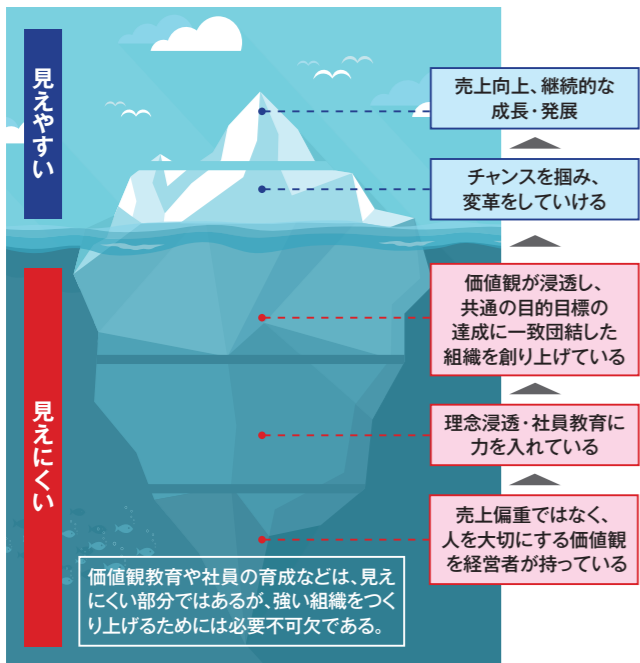 見えやすい
売上向上、継続的な
成長・発展
チャンスを掴み、
変革をしていける
見えにくい
価値観が浸透し、
共通の目的目標の
達成に一致団結した
組織を創り上げている
理念浸透・社員教育に
力を入れている
売上偏重ではなく、
人を大切にする価値観
を経営者が持っている
価値観教育や社員の育成などは、見え
にくい部分ではあるが、強い組織をつく
り上げるためには必要不可欠である。